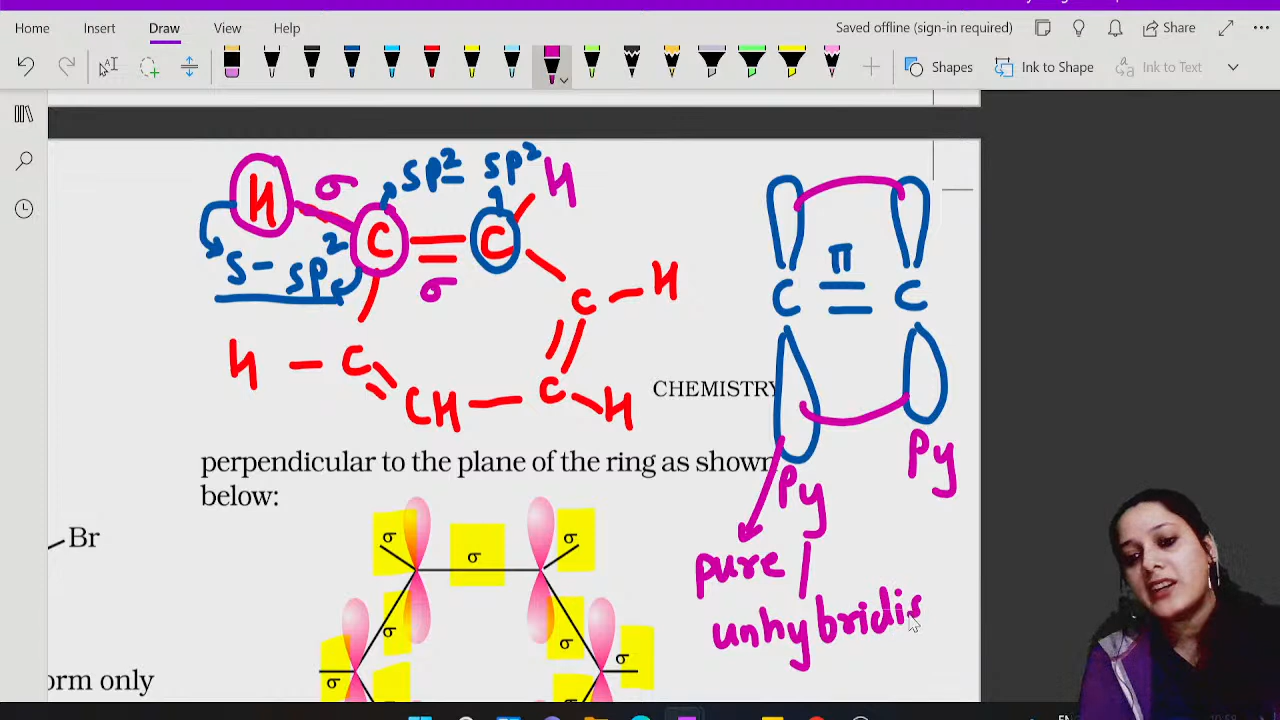 Home Insert Draw View Help
Saved offline (sign-in required)
Share
Shapes Ink to Shape Ink to Text
sp² sp² H
H σ
C = C
s - sp² σ
C - H
H - C
CH - C - H
π
C = C
Py Py
pure / unhybridis
CHEMISTRY
perpendicular to the plane of the ring as shown
below:
Br
σ σ σ
σ σ
σ σ
orm only